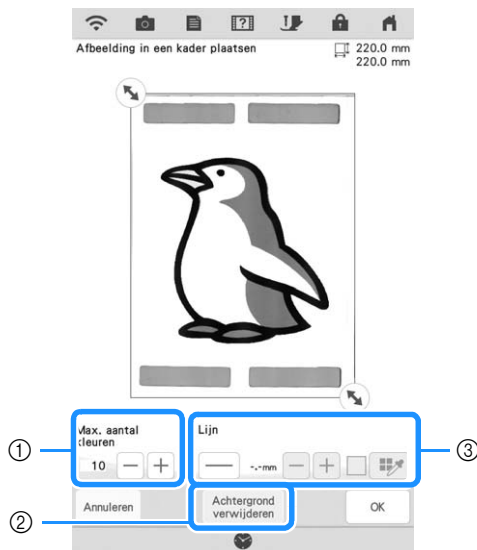 Afbeelding in een kader plaatsen
220.0 mm
220.0 mm
Max. aantal
kleuren
10 − +
Lijn
-.-mm − +
Annuleren
Achtergrond
verwijderen
OK
①
②
③